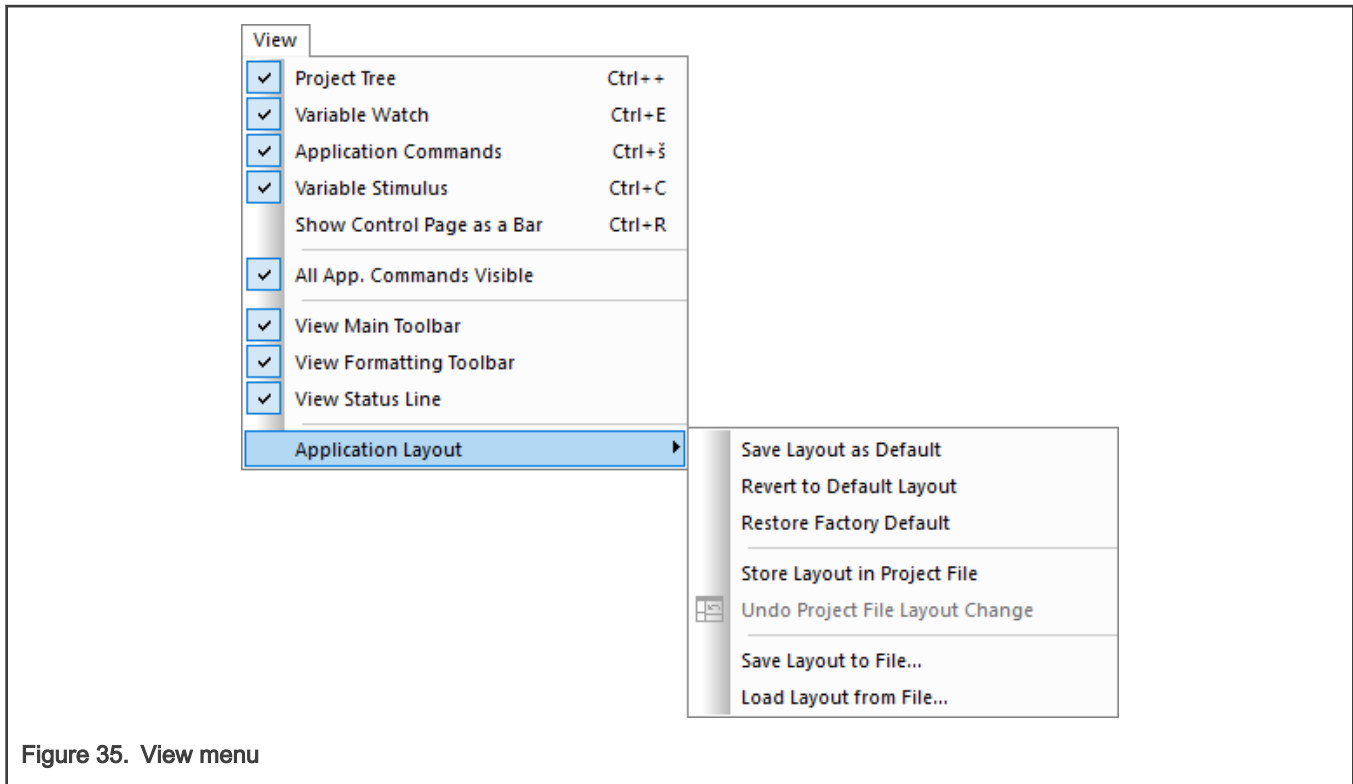 View
Project Tree Ctrl++
Variable Watch Ctrl+E
Application Commands Ctrl+š
Variable Stimulus Ctrl+C
Show Control Page as a Bar Ctrl+R
All App. Commands Visible
View Main Toolbar
View Formatting Toolbar
View Status Line
Application Layout
Save Layout as Default
Revert to Default Layout
Restore Factory Default
Store Layout in Project File
Undo Project File Layout Change
Save Layout to File...
Load Layout from File...
Figure 35. View menu